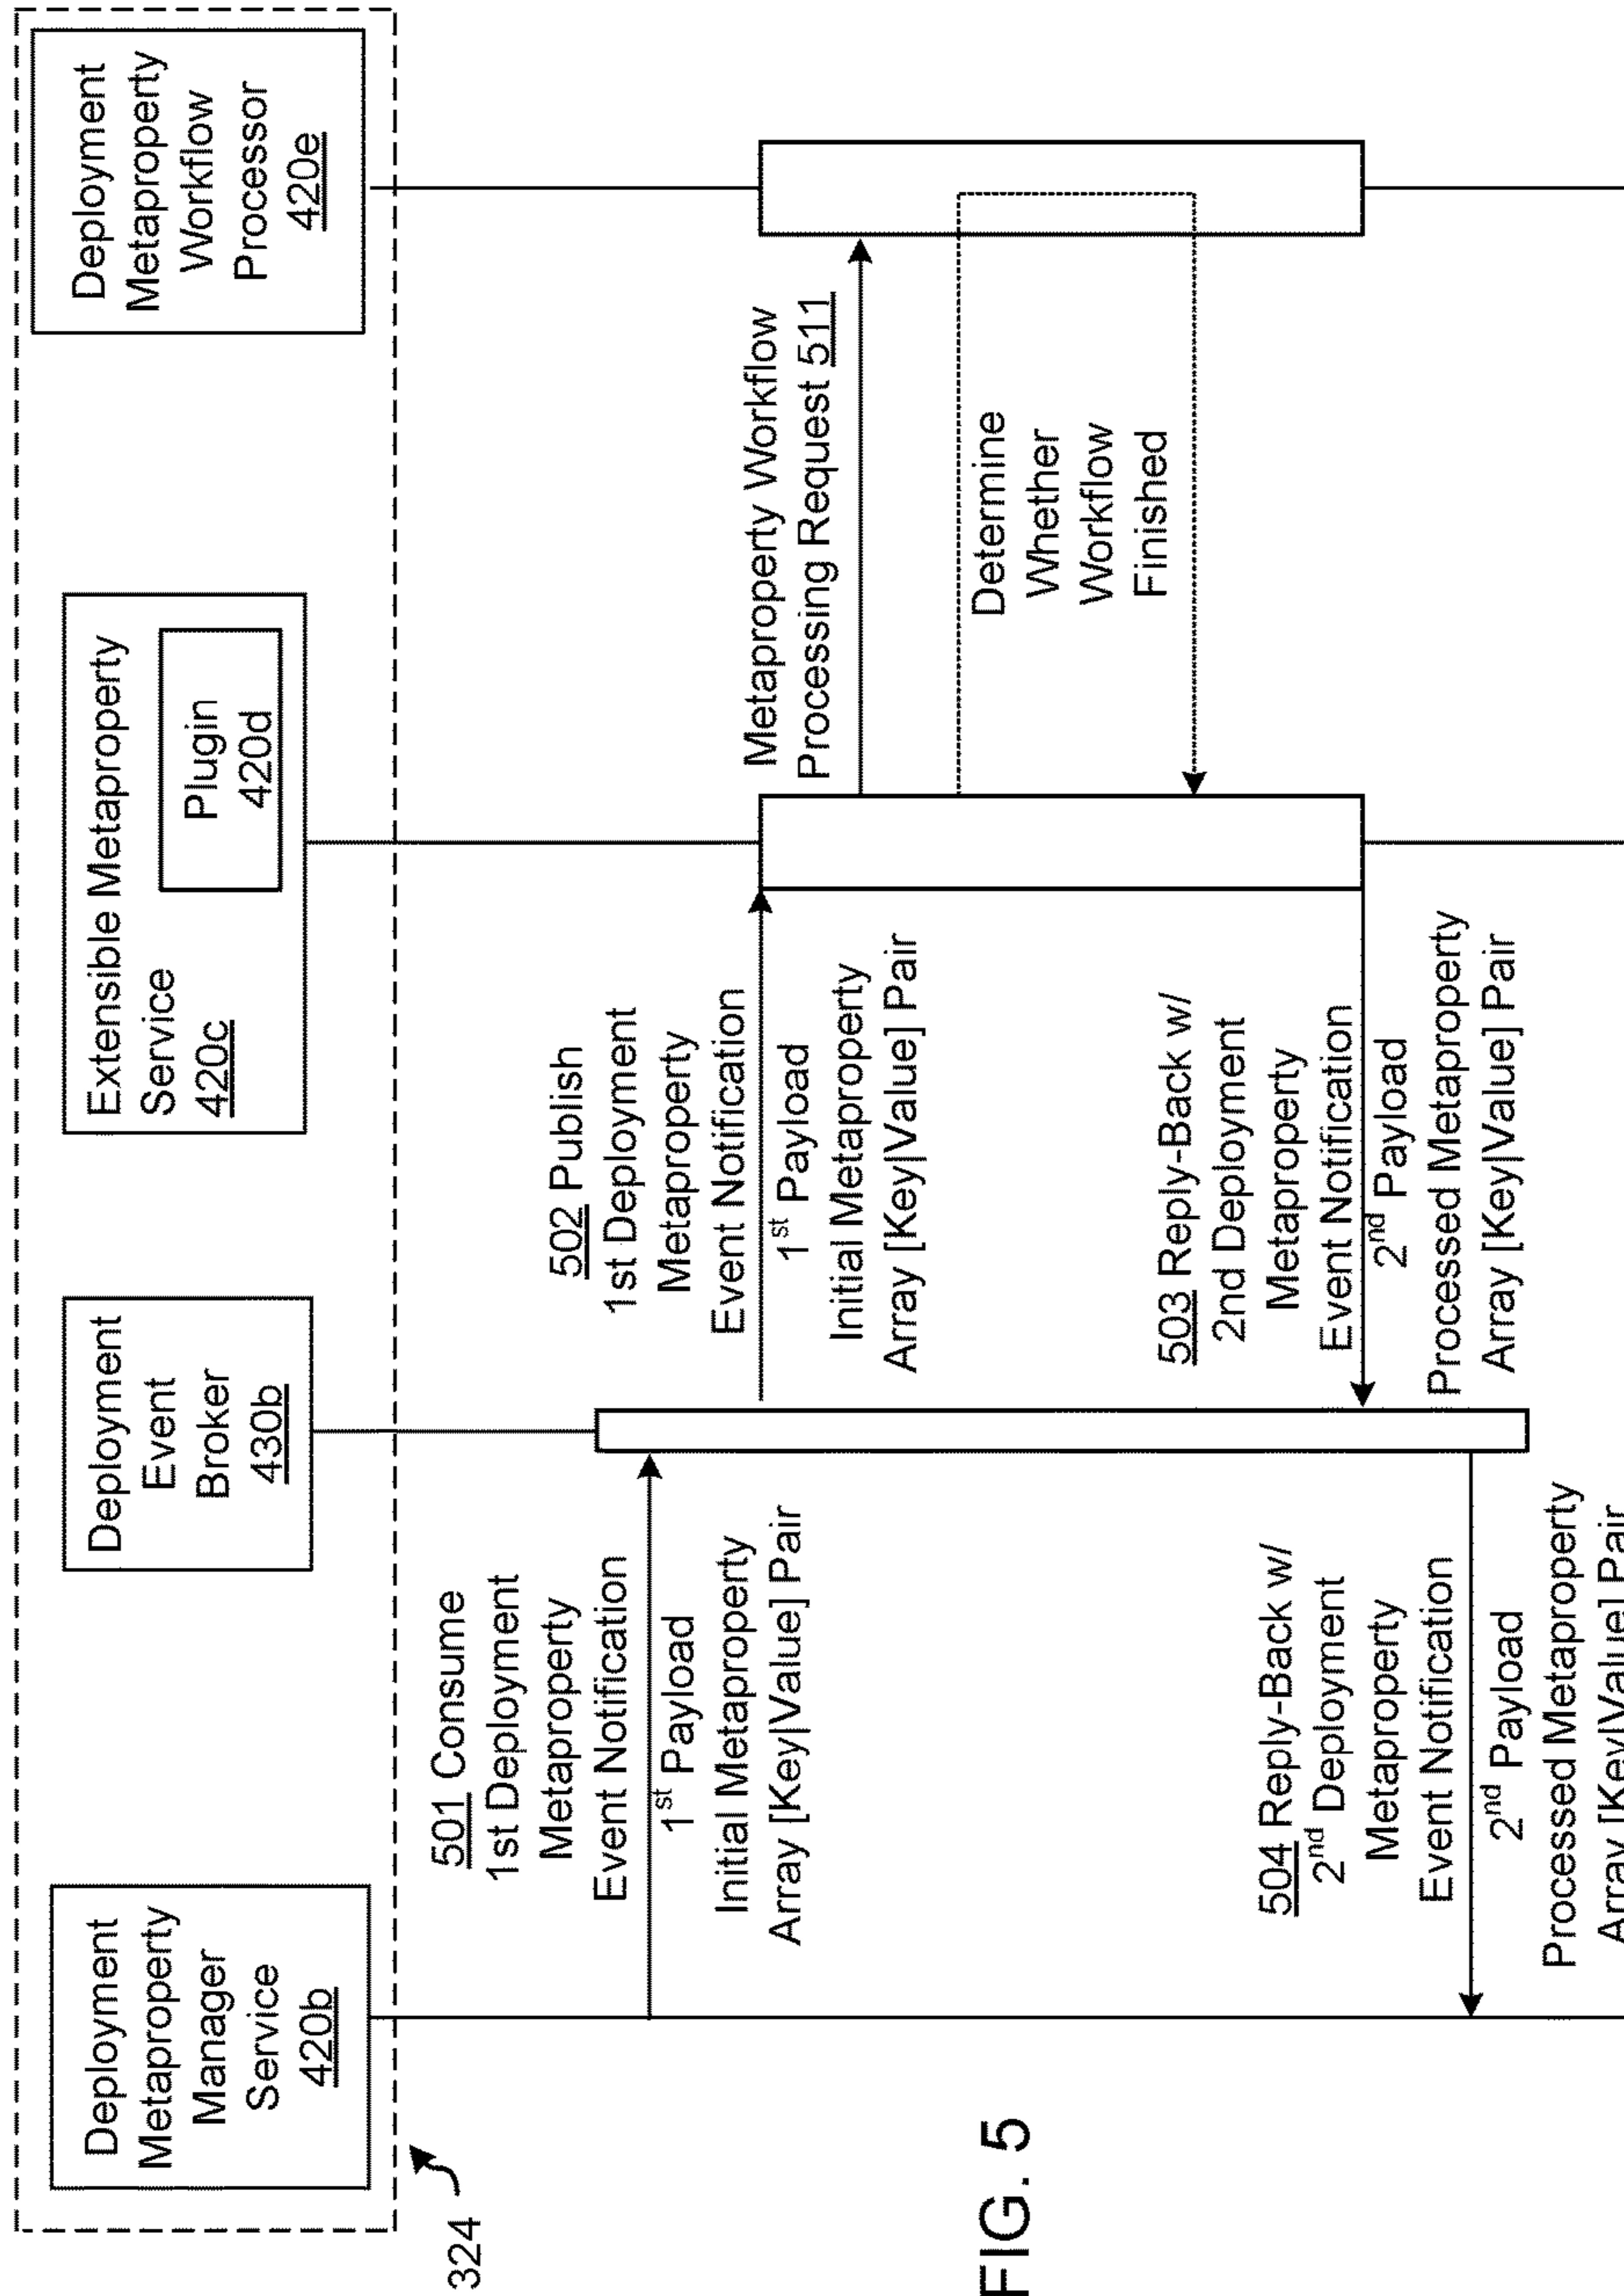 Deployment
Metaproperty
Manager
Service
420b
Deployment
Event
Broker
430b
Extensible Metaproperty
Service
420c
Plugin
420d
Deployment
Metaproperty
Workflow
Processor
420e
324
501 Consume
1st Deployment
Metaproperty
Event Notification
1st Payload
Initial Metaproperty
Array [Key|Value] Pair
502 Publish
1st Deployment
Metaproperty
Event Notification
1st Payload
Initial Metaproperty
Array [Key|Value] Pair
Metaproperty Workflow
Processing Request 511
Determine
Whether
Workflow
Finished
503 Reply-Back w/
2nd Deployment
Metaproperty
Event Notification
2nd Payload
Processed Metaproperty
Array [Key|Value] Pair
504 Reply-Back w/
2nd Deployment
Metaproperty
Event Notification
2nd Payload
Processed Metaproperty
Array [Key|Value] Pair
FIG. 5